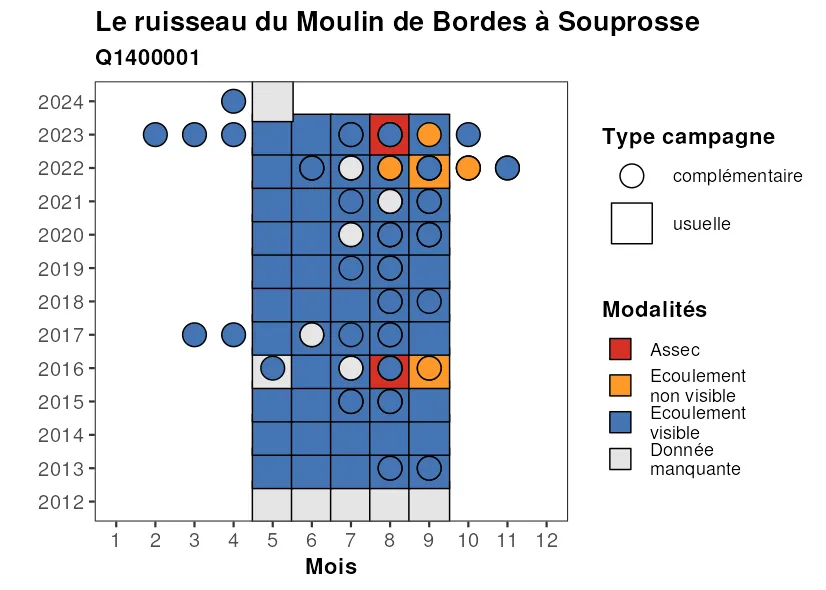 Le ruisseau du Moulin de Bordes à Souprosse
Q1400001
2024
2023
2022
2021
2020
2019
2018
2017
2016
2015
2014
2013
2012
1 2 3 4 5 6 7 8 9 10 11 12
Mois
Type campagne
complémentaire
usuelle
Modalités
Assec
Ecoulement
non visible
Ecoulement
visible
Donnée
manquante